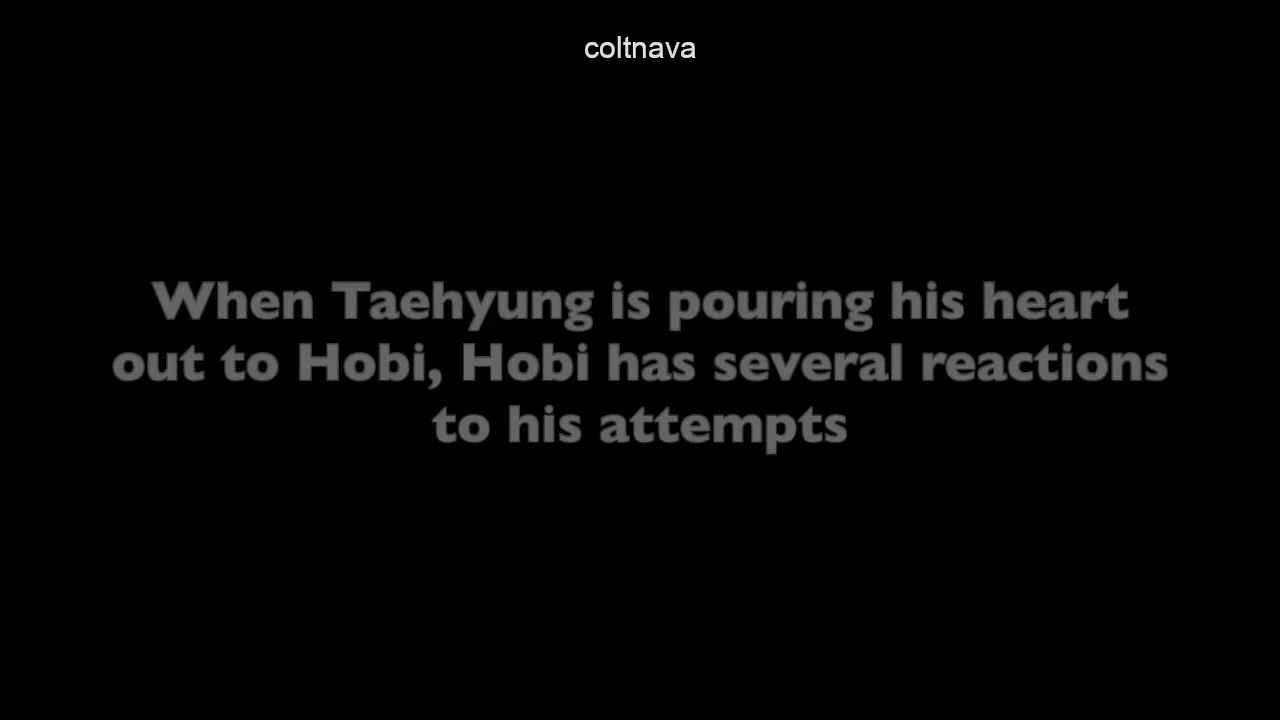 coltnava
When Taehyung is pouring his heart
out to Hobi, Hobi has several reactions
to his attempts